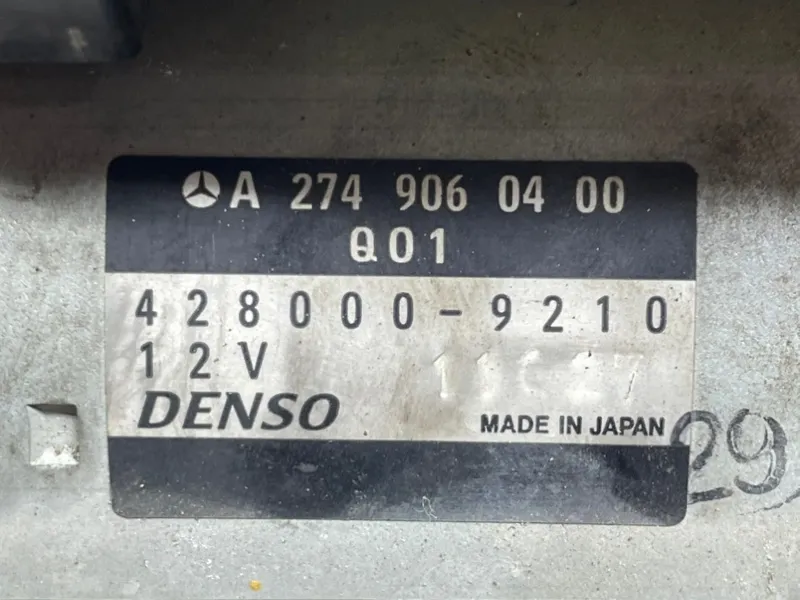 A 274 906 04 00
Q01
428000-9210
12V
DENSO
MADE IN JAPAN
29